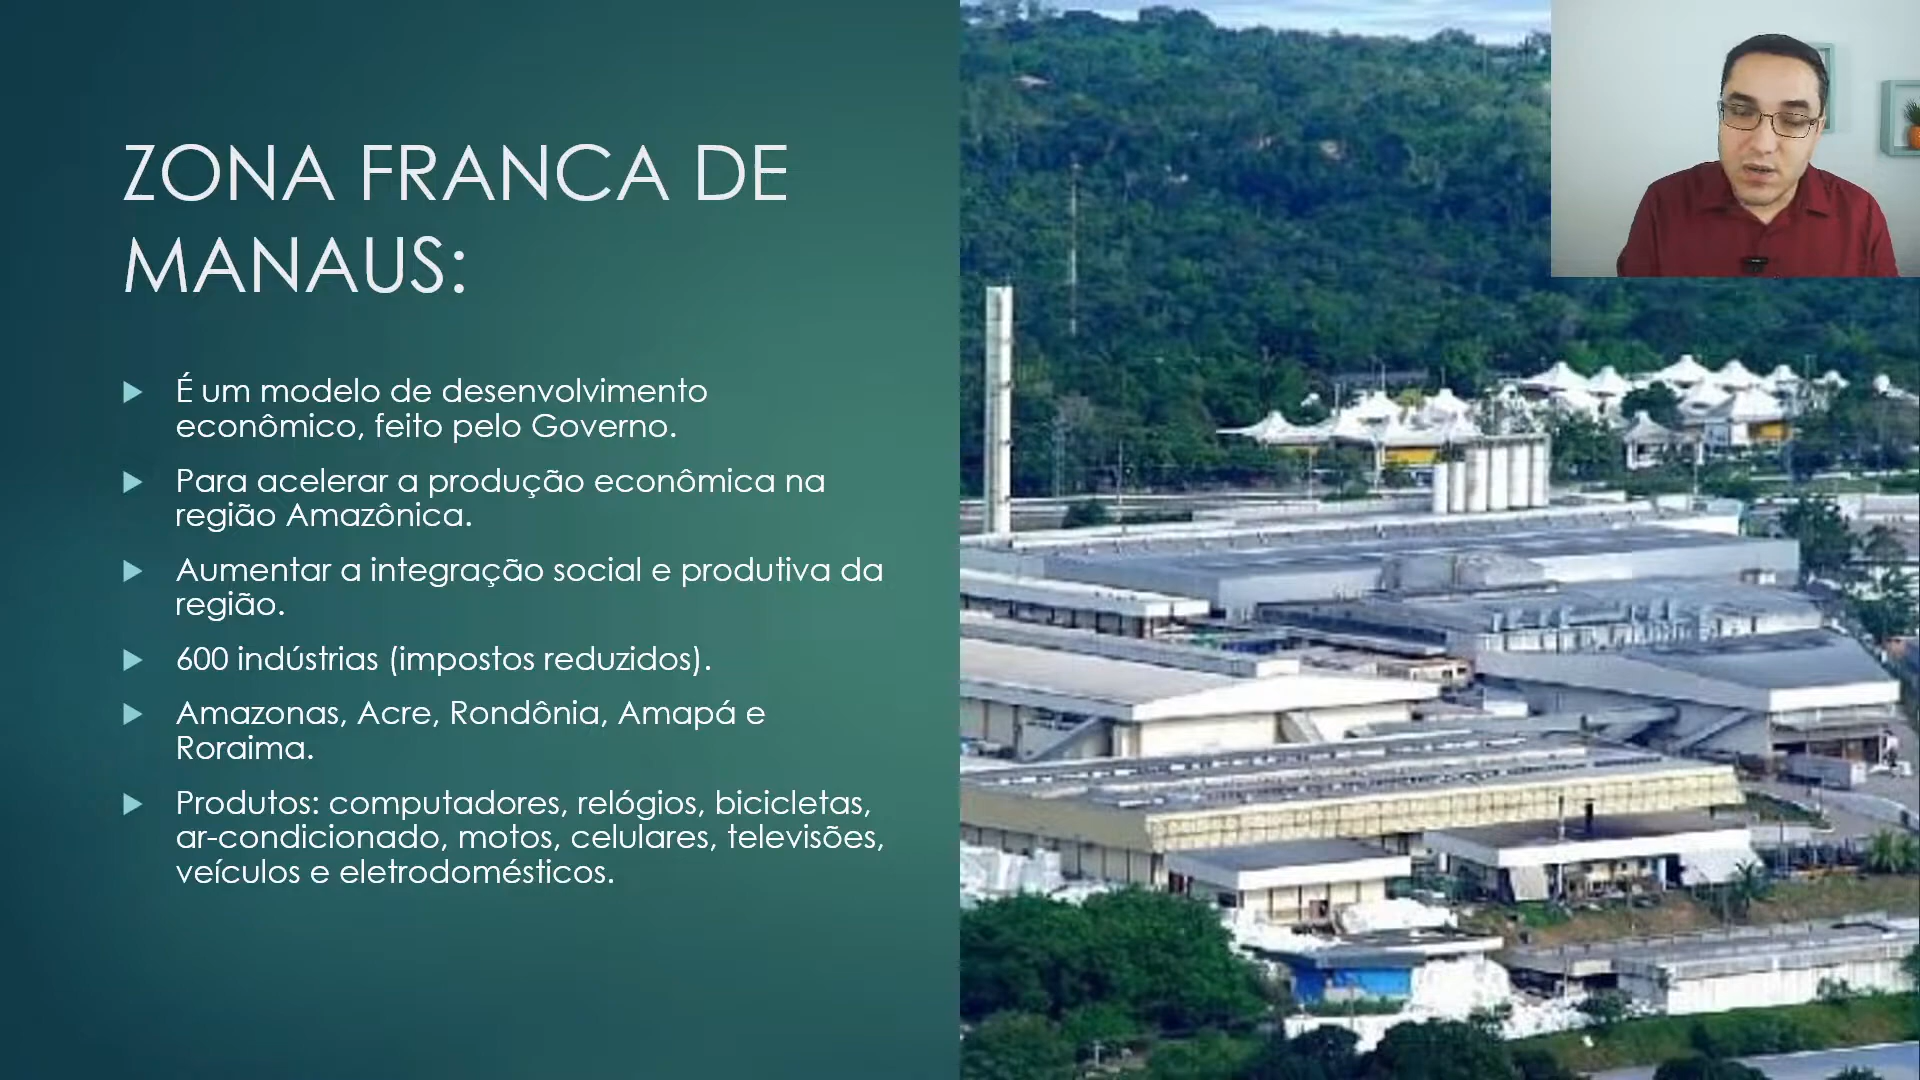 ZONA FRANCA DE
MANAUS:
É um modelo de desenvolvimento
econômico, feito pelo Governo.
Para acelerar a produção econômica na
região Amazônica.
Aumentar a integração social e produtiva da
região.
600 indústrias (impostos reduzidos).
Amazonas, Acre, Rondônia, Amapá e
Roraima.
Produtos: computadores, relógios, bicicletas,
ar-condicionado, motos, celulares, televisões,
veículos e eletrodomésticos.